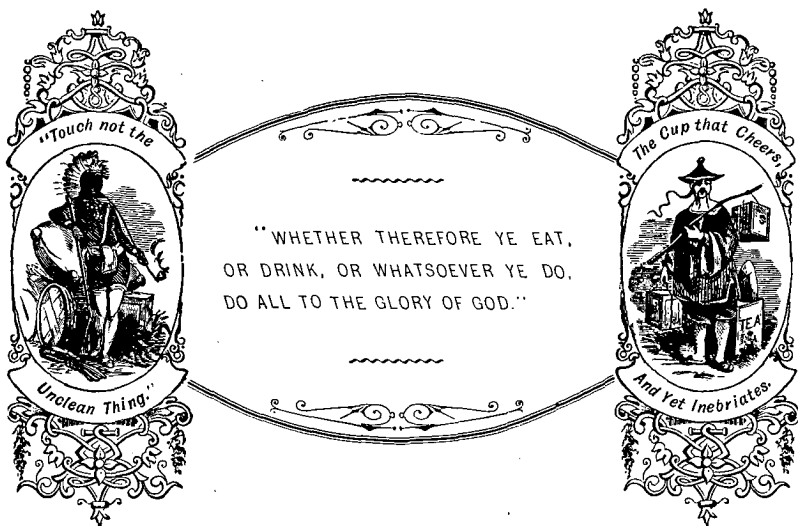 "Touch not the
Unclean Thing."
"WHETHER THEREFORE YE EAT,
OR DRINK, OR WHATSOEVER YE DO,
DO ALL TO THE GLORY OF GOD."
The Cup that Cheers,
TEA
And Yet Inebriates.